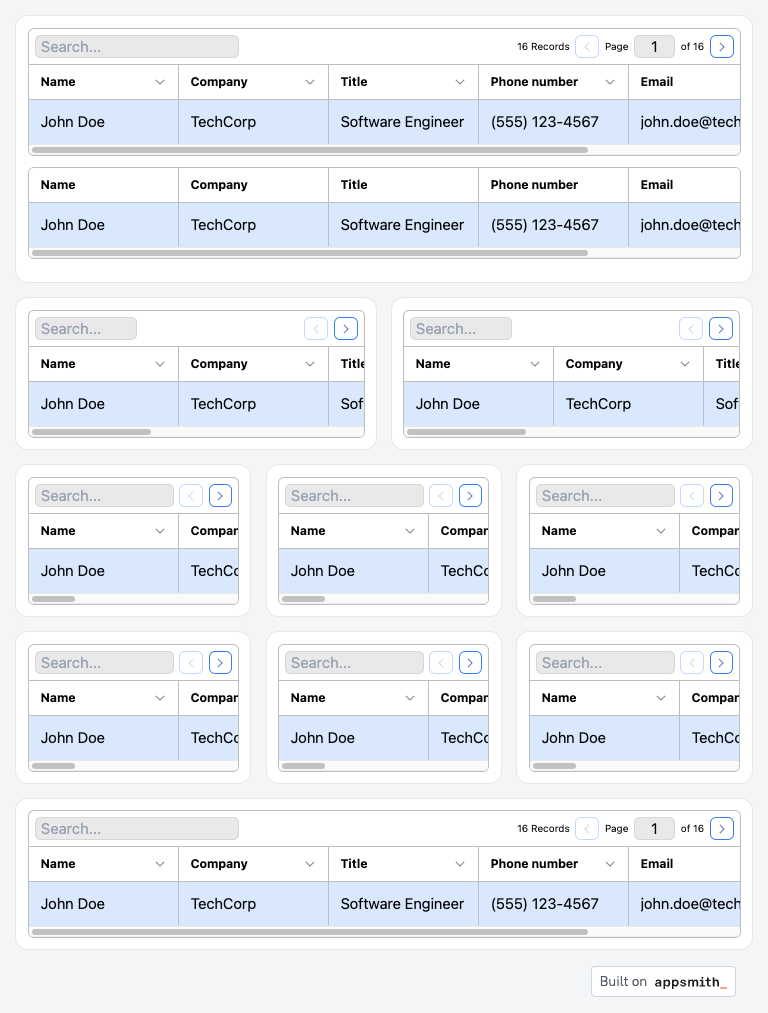 Search... 16 Records Page 1 of 16
Name Company Title Phone number Email
John Doe TechCorp Software Engineer (555) 123-4567 john.doe@tech
Name Company Title Phone number Email
John Doe TechCorp Software Engineer (555) 123-4567 john.doe@tech
Search... Search...
Name Company Title Name Company Title
John Doe TechCorp Sof John Doe TechCorp Sof
Search... Search... Search...
Name Compan Name Compan Name Compan
John Doe TechCo John Doe TechCo John Doe TechCo
Search... Search... Search...
Name Compan Name Compan Name Compan
John Doe TechCo John Doe TechCo John Doe TechCo
Search... 16 Records Page 1 of 16
Name Company Title Phone number Email
John Doe TechCorp Software Engineer (555) 123-4567 john.doe@tech
Built on appsmith_